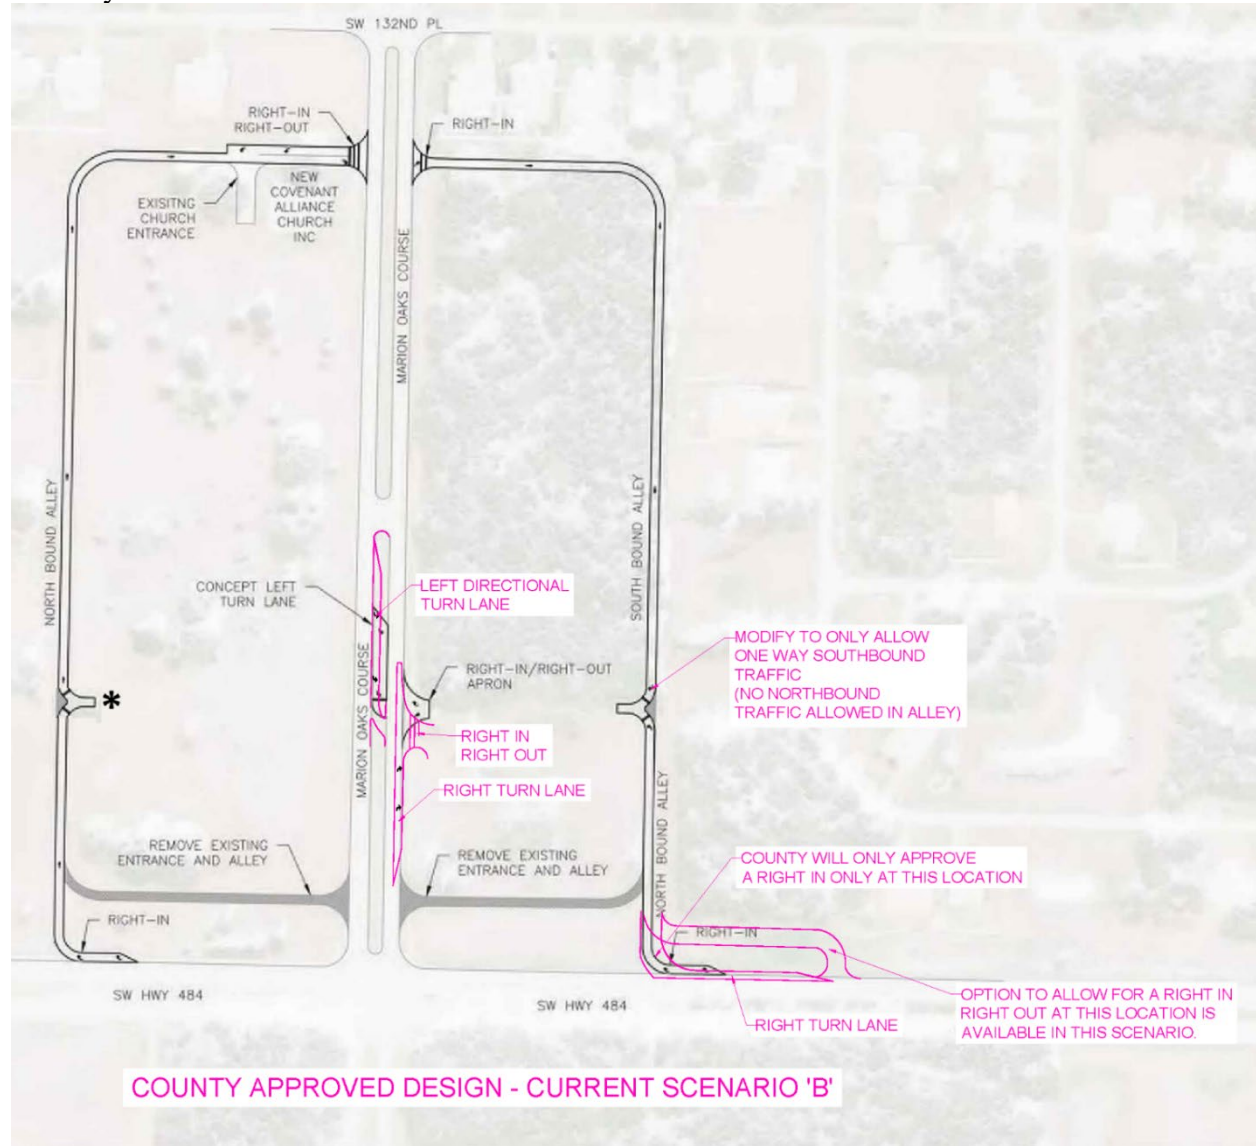 SW 132ND PL
RIGHT-IN
RIGHT-OUT
RIGHT-IN
EXISITNG
CHURCH
ENTRANCE
NEW
COVENANT
ALLIANCE
CHURCH
INC
MARION OAKS COURSE
NORTH BOUND ALLEY
SOUTH BOUND ALLEY
CONCEPT LEFT
TURN LANE
LEFT DIRECTIONAL
TURN LANE
MODIFY TO ONLY ALLOW
ONE WAY SOUTHBOUND
TRAFFIC
(NO NORTHBOUND
TRAFFIC ALLOWED IN ALLEY)
*
MARION OAKS COURSE
RIGHT-IN/RIGHT-OUT
APRON
RIGHT IN
RIGHT OUT
RIGHT TURN LANE
NORTH BOUND ALLEY
REMOVE EXISTING
ENTRANCE AND ALLEY
REMOVE EXISTING
ENTRANCE AND ALLEY
COUNTY WILL ONLY APPROVE
A RIGHT IN ONLY AT THIS LOCATION
RIGHT-IN
RIGHT-IN
SW HWY 484
SW HWY 484
RIGHT TURN LANE
OPTION TO ALLOW FOR A RIGHT IN
RIGHT OUT AT THIS LOCATION IS
AVAILABLE IN THIS SCENARIO.
COUNTY APPROVED DESIGN - CURRENT SCENARIO 'B'